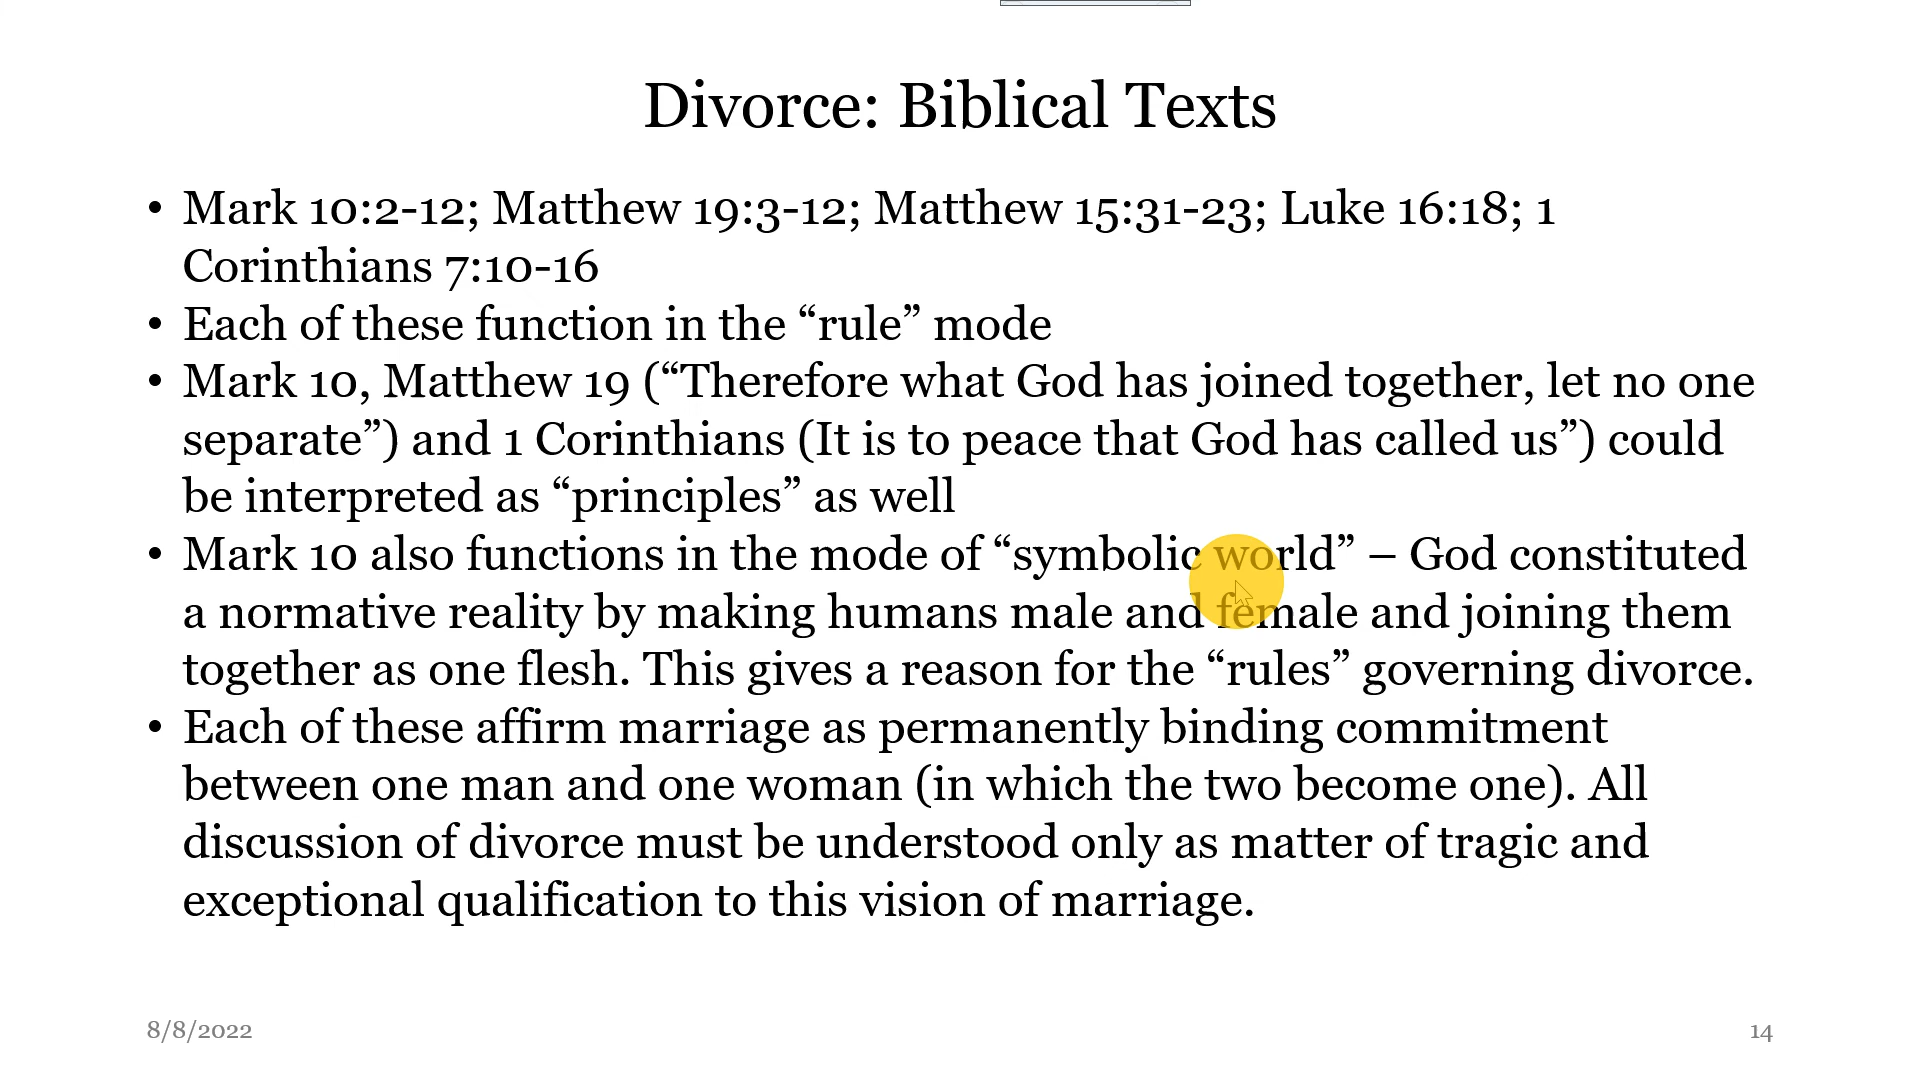 Divorce: Biblical Texts
• Mark 10:2-12; Matthew 19:3-12; Matthew 15:31-23; Luke 16:18; 1
Corinthians 7:10-16
• Each of these function in the “rule” mode
• Mark 10, Matthew 19 (“Therefore what God has joined together, let no one
separate”) and 1 Corinthians (It is to peace that God has called us”) could
be interpreted as “principles” as well
• Mark 10 also functions in the mode of “symbolic world” – God constituted
a normative reality by making humans male and female and joining them
together as one flesh. This gives a reason for the “rules” governing divorce.
• Each of these affirm marriage as permanently binding commitment
between one man and one woman (in which the two become one). All
discussion of divorce must be understood only as matter of tragic and
exceptional qualification to this vision of marriage.
8/8/2022
14